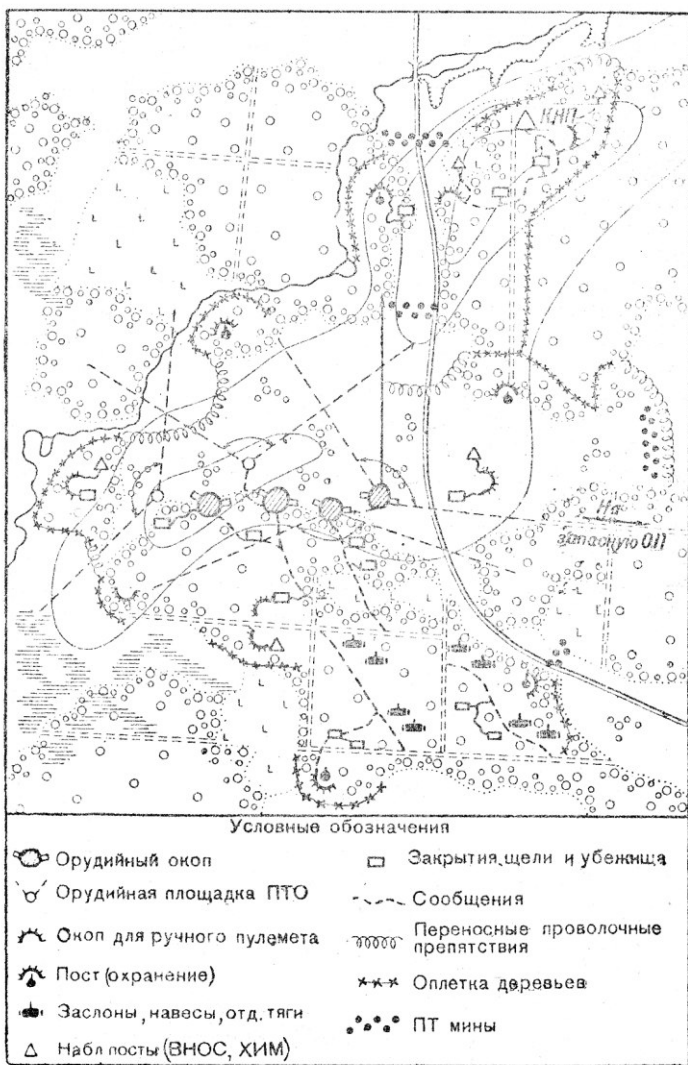 КНП
На
запасную ОП
Условные обозначения
Орудийный окоп
Орудийная площадка ПТО
Окоп для ручного пулемета
Пост (охранение)
Заслоны, навесы, отд. тяги
Набл посты (ВНОС, ХИМ)
Закрытия, щели и убежища
Сообщения
Переносные проволочные
препятствия
Оплетка деревьев
ПТ мины